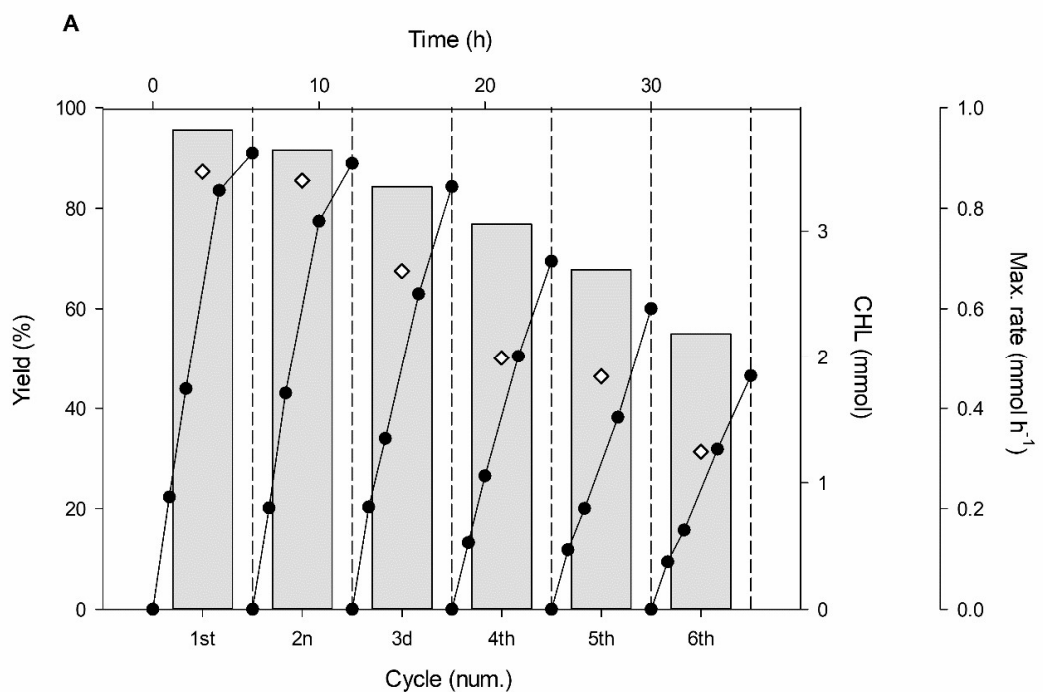 A
Time (h)
0 10 20 30
100
80
60
40
20
0
Yield (%)
3
2
1
0
CHL (mmol)
1.0
0.8
0.6
0.4
0.2
0.0
Max. rate (mmol h-1)
1st 2n 3d 4th 5th 6th
Cycle (num.)